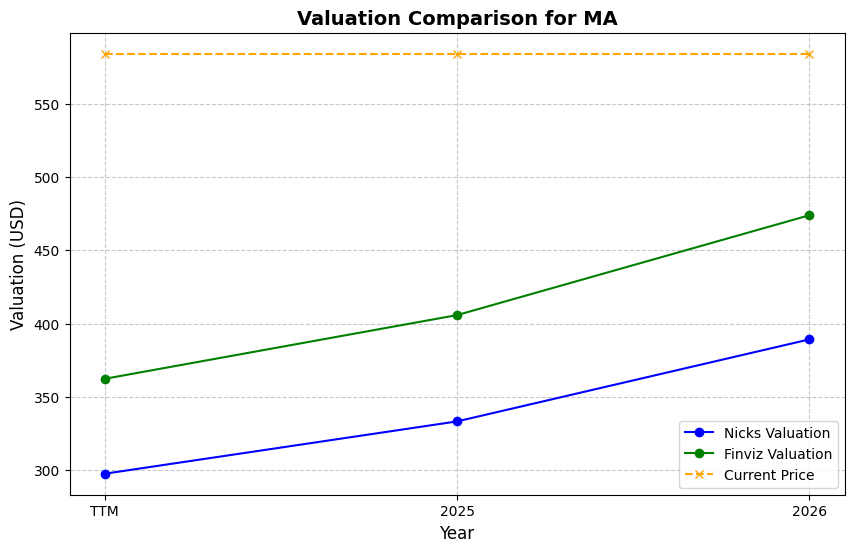 Valuation Comparison for MA
Valuation (USD)
550
500
450
400
350
300
TTM
2025
2026
Year
Nicks Valuation
Finviz Valuation
Current Price